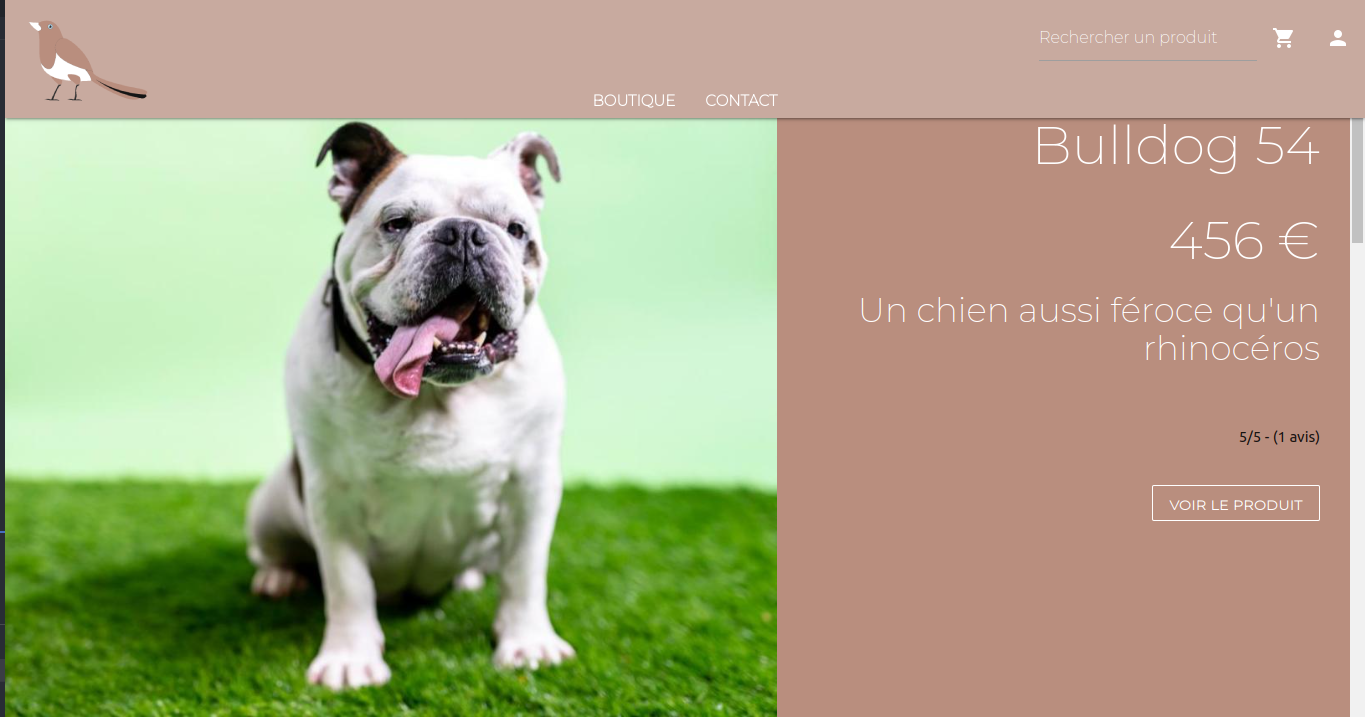 Rechercher un produit
BOUTIQUE CONTACT
Bulldog 54
456 €
Un chien aussi féroce qu'un
rhinocéros
5/5 - (1 avis)
VOIR LE PRODUIT